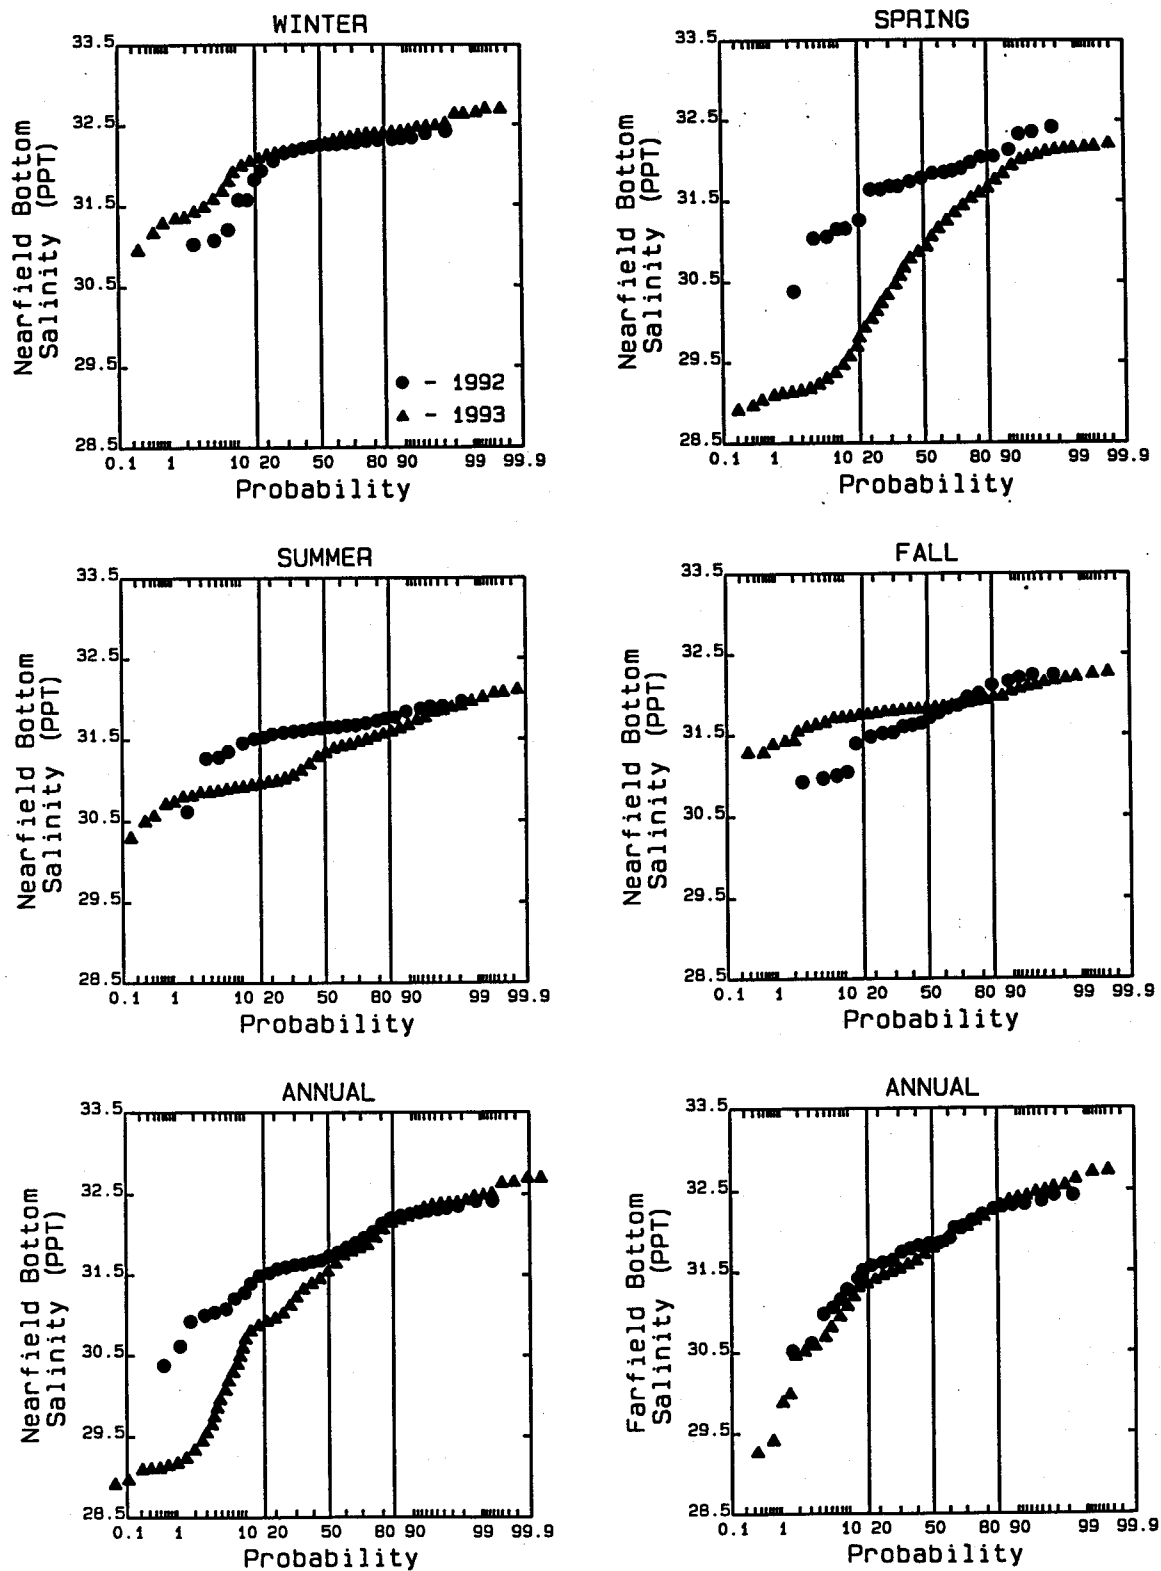 WINTER
33.5
32.5
31.5
30.5
29.5
28.5
Nearfield Bottom
Salinity (PPT)
● - 1992
▲ - 1993
0.1 1 10 20 50 80 90 99 99.9
Probability
SPRING
33.5
32.5
31.5
30.5
29.5
28.5
Nearfield Bottom
Salinity (PPT)
0.1 1 10 20 50 80 90 99 99.9
Probability
SUMMER
33.5
32.5
31.5
30.5
29.5
28.5
Nearfield Bottom
Salinity (PPT)
0.1 1 10 20 50 80 90 99 99.9
Probability
FALL
33.5
32.5
31.5
30.5
29.5
28.5
Nearfield Bottom
Salinity (PPT)
0.1 1 10 20 50 80 90 99 99.9
Probability
ANNUAL
33.5
32.5
31.5
30.5
29.5
28.5
Nearfield Bottom
Salinity (PPT)
0.1 1 10 20 50 80 90 99 99.9
Probability
ANNUAL
33.5
32.5
31.5
30.5
29.5
28.5
Farfield Bottom
Salinity (PPT)
0.1 1 10 20 50 80 90 99 99.9
Probability